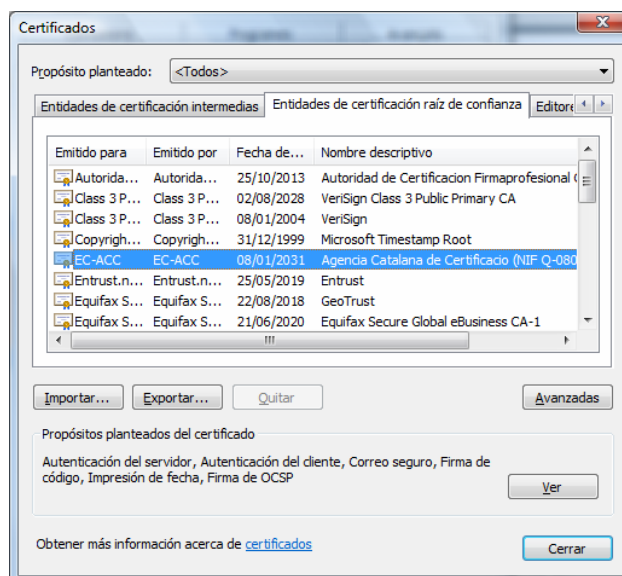 Certificados
Propósito planteado: <Todos>
Entidades de certificación intermedias Entidades de certificación raíz de confianza Editore
Emitido para Emitido por Fecha de... Nombre descriptivo
Autorida... Autorida... 25/10/2013 Autoridad de Certificacion Firmaprofesional
Class 3 P... Class 3 P... 02/08/2028 VeriSign Class 3 Public Primary CA
Class 3 P... Class 3 P... 08/01/2004 VeriSign
Copyrigh... Copyrigh... 31/12/1999 Microsoft Timestamp Root
EC-ACC EC-ACC 08/01/2031 Agencia Catalana de Certificacio (NIF Q-080
Entrust.n... Entrust.n... 25/05/2019 Entrust
Equifax S... Equifax S... 22/08/2018 GeoTrust
Equifax S... Equifax S... 21/06/2020 Equifax Secure Global eBusiness CA-1
Importar... Exportar... Quitar Avanzadas
Propósitos planteados del certificado
Autenticación del servidor, Autenticación del cliente, Correo seguro, Firma de
código, Impresión de fecha, Firma de OCSP
Ver
Obtener más información acerca de certificados
Cerrar